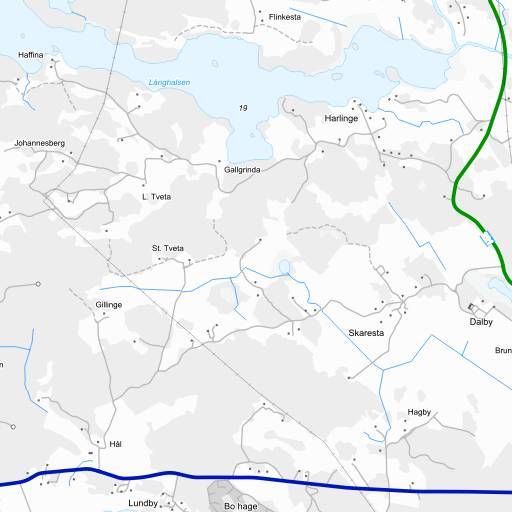 Flinkesta
Haffina
Långhalsen
19
Harlinge
Johannesberg
Gallgrinda
L. Tveta
St. Tveta
Gillinge
Dalby
Skaresta
Brun
n
Hagby
Hål
Lundby
Bo hage